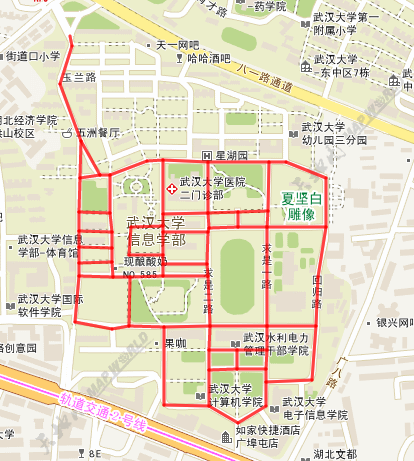 药学院
武汉大学第一
附属小学
天一网吧
哈哈酒吧
街道口小学
玉兰路
八一路通道
武汉大学
-东中区7栋
北经济学院
洪山校区
五洲餐厅
武汉大学
幼儿园三分园
星湖园
武汉大学医院
二门诊部
夏坚白
雕像
武汉大学
信息学部
武汉大学信息
学部-体育馆
现酿酸奶
NO.585
求是二路
求是一路
回归路
武汉大学国际
软件学院
果咖
武汉水利电力
管理干部学院
银兴网吧
广八路
路创意园
轨道交通2号线
武汉大学
计算机学院
武汉大学
电子信息学院
如家快捷酒店
广埠屯店
大学
8E
湖北文都